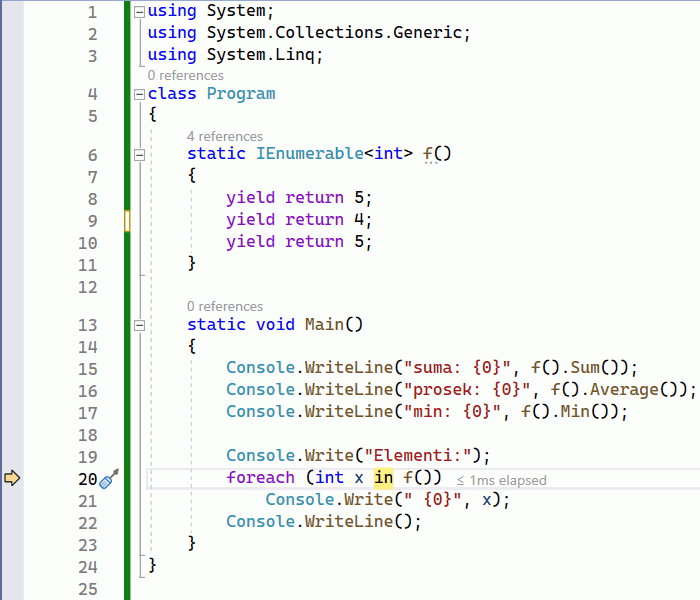 1 using System;
2 using System.Collections.Generic;
3 using System.Linq;
0 references
4 class Program
5 {
4 references
6 static IEnumerable<int> f()
7 {
8 yield return 5;
9 yield return 4;
10 yield return 5;
11 }
12
0 references
13 static void Main()
14 {
15 Console.WriteLine("suma: {0}", f().Sum());
16 Console.WriteLine("prosek: {0}", f().Average());
17 Console.WriteLine("min: {0}", f().Min());
18
19 Console.Write("Elementi:");
20 foreach (int x in f()) ≤ 1ms elapsed
21 Console.Write(" {0}", x);
22 Console.WriteLine();
23 }
24 }
25